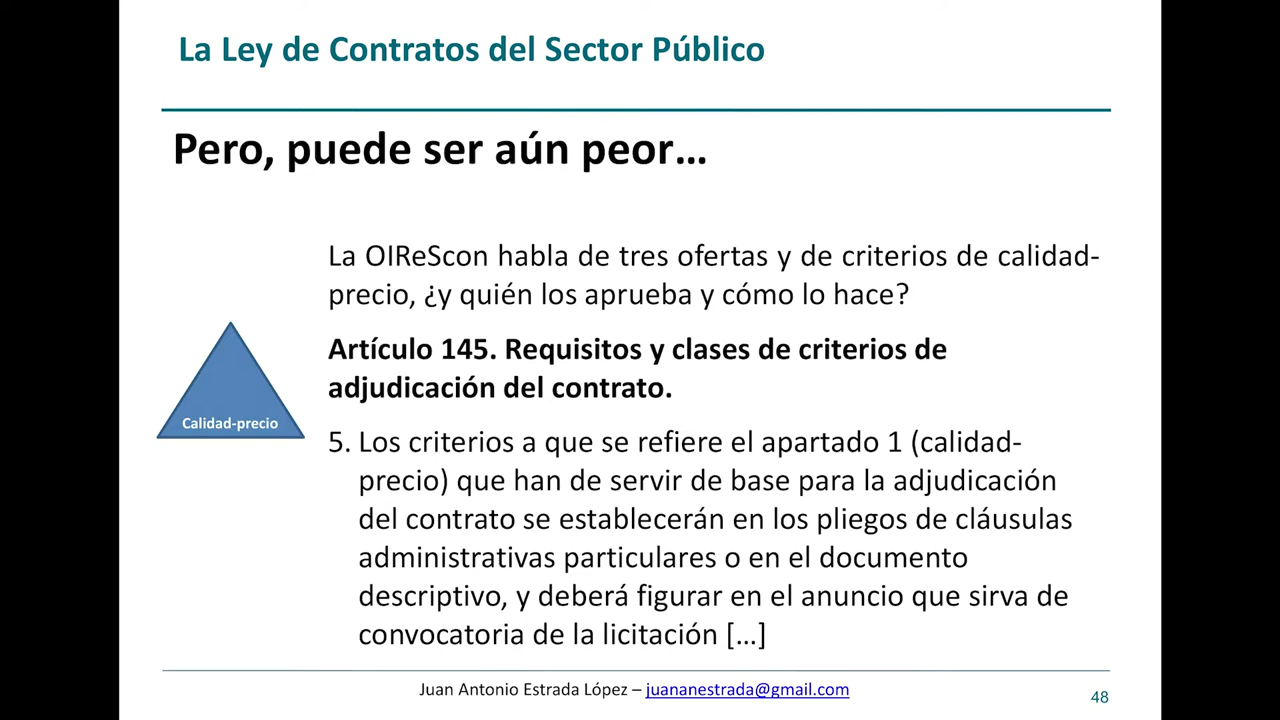 La Ley de Contratos del Sector Público
Pero, puede ser aún peor…
La OIReScon habla de tres ofertas y de criterios de calidad-
precio, ¿y quién los aprueba y cómo lo hace?
Artículo 145. Requisitos y clases de criterios de
adjudicación del contrato.
Calidad-precio
5. Los criterios a que se refiere el apartado 1 (calidad-
precio) que han de servir de base para la adjudicación
del contrato se establecerán en los pliegos de cláusulas
administrativas particulares o en el documento
descriptivo, y deberá figurar en el anuncio que sirva de
convocatoria de la licitación […]
Juan Antonio Estrada López – juananestrada@gmail.com
48